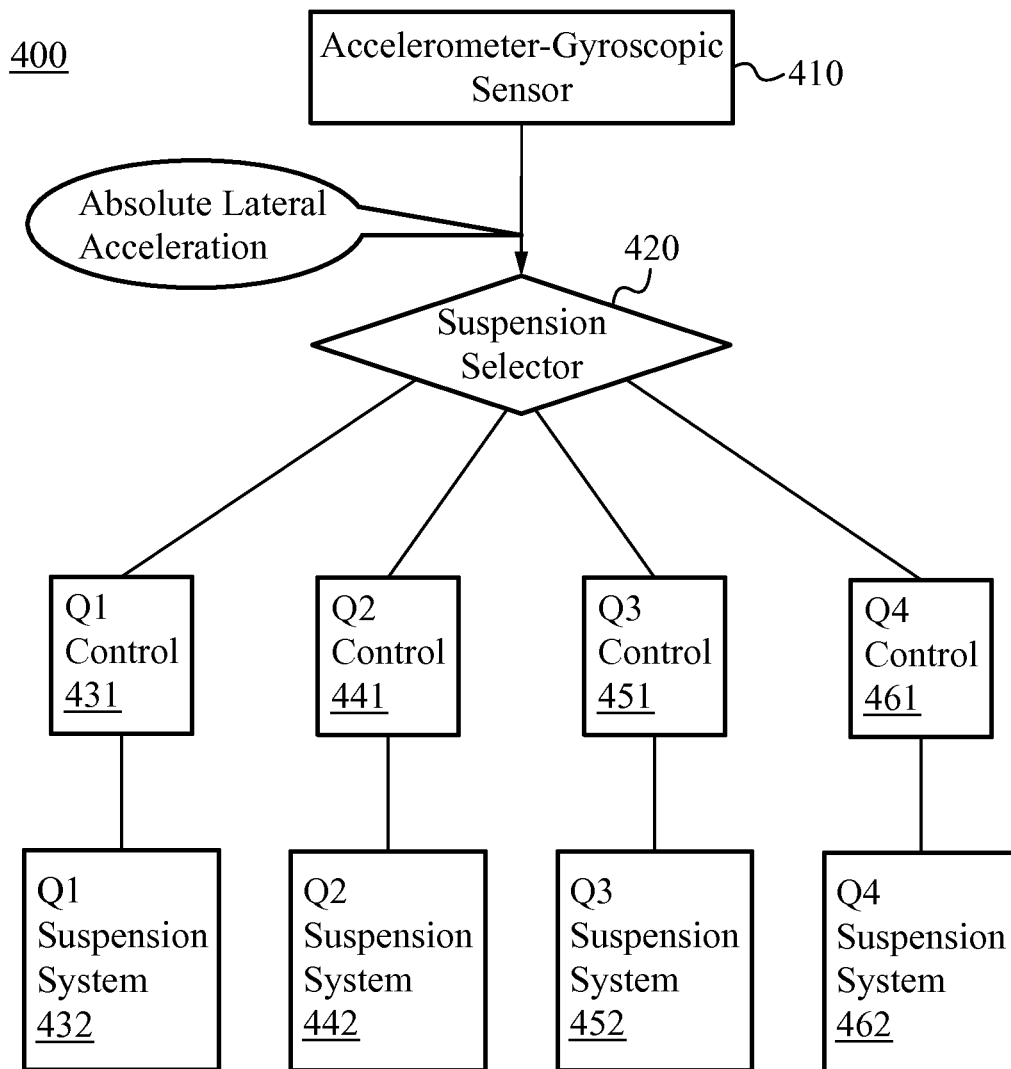 400
Accelerometer-Gyroscopic
Sensor
410
Absolute Lateral
Acceleration
420
Suspension
Selector
Q1
Control
431
Q2
Control
441
Q3
Control
451
Q4
Control
461
Q1
Suspension
System
432
Q2
Suspension
System
442
Q3
Suspension
System
452
Q4
Suspension
System
462